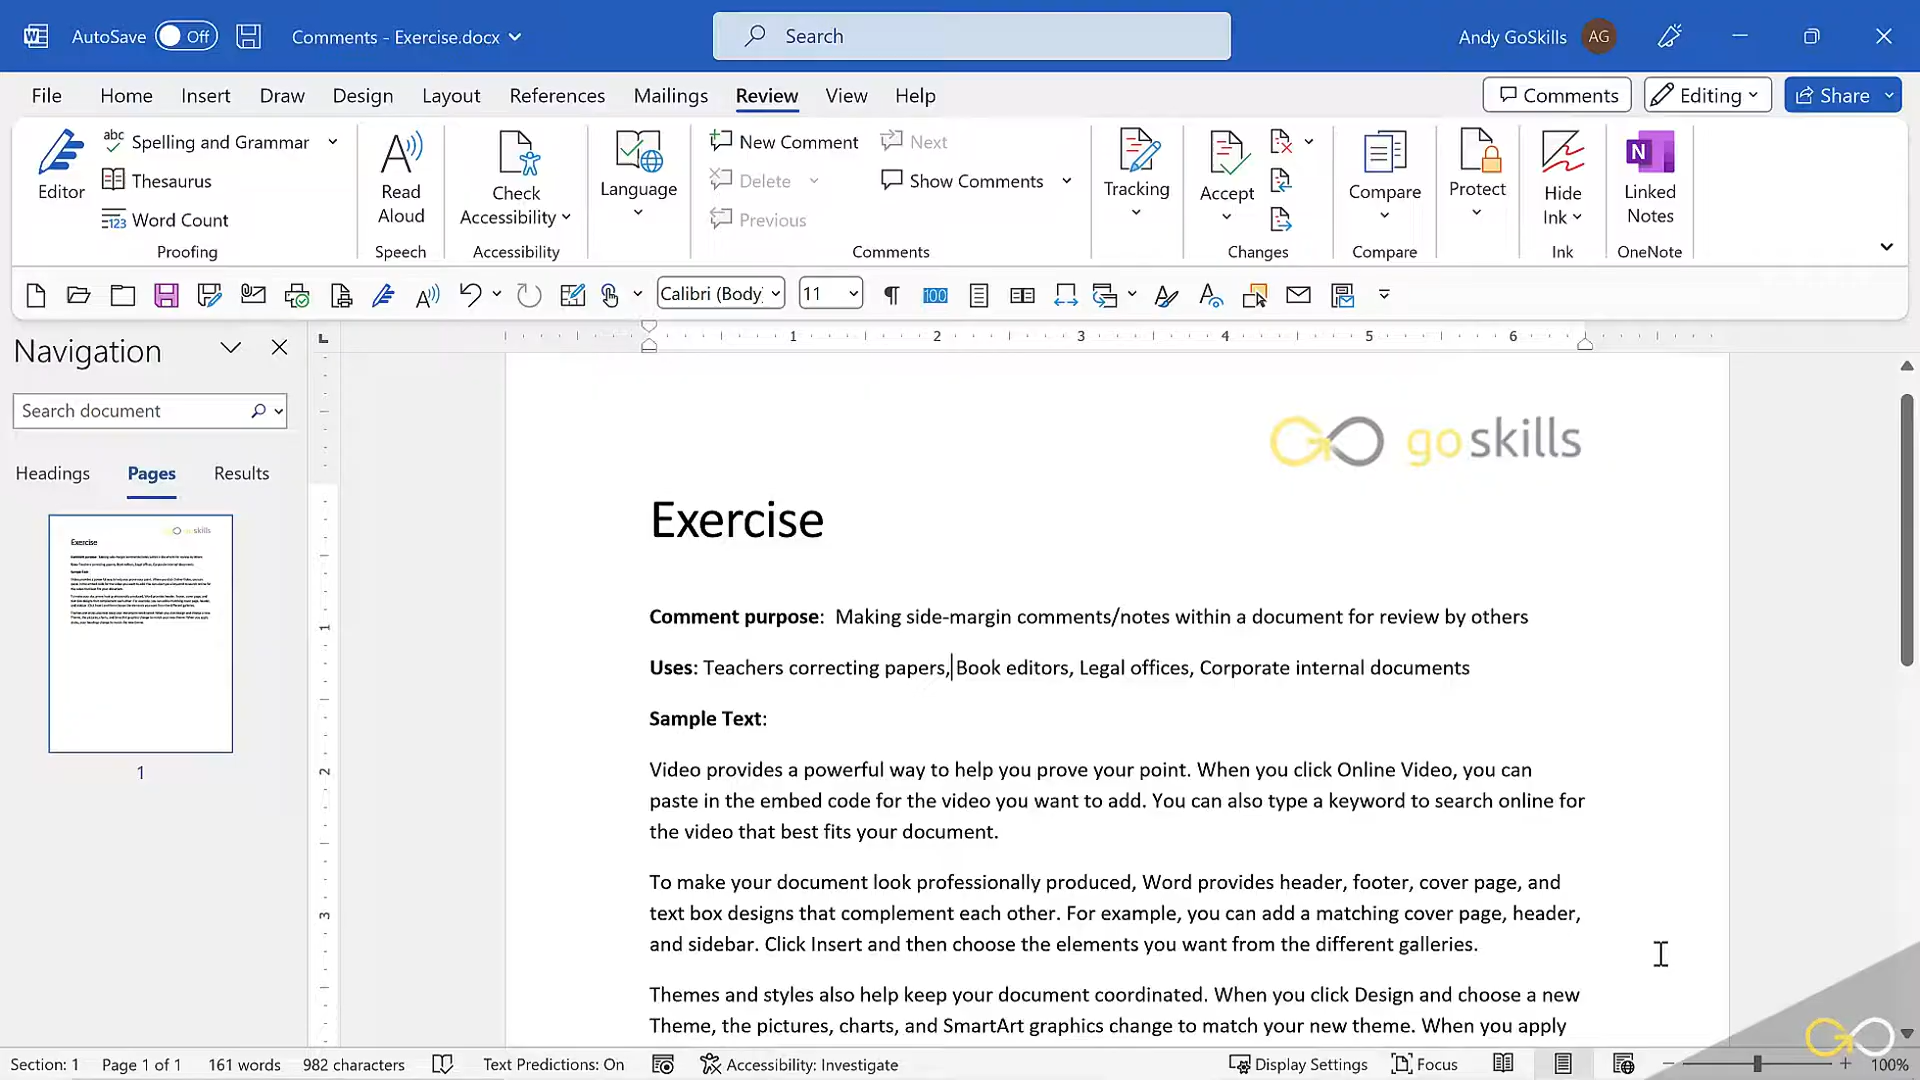 AutoSave Off Comments - Exercise.docx Search Andy GoSkills AG
File Home Insert Draw Design Layout References Mailings Review View Help Comments Editing Share
Editor
abc Spelling and Grammar
Thesaurus
123 Word Count
Proofing
Read
Aloud
Speech
Check
Accessibility
Accessibility
Language
New Comment
Delete
Previous
Next
Show Comments
Comments
Tracking
Accept
Changes
Compare
Compare
Protect
Hide
Ink
Ink
N
Linked
Notes
OneNote
Calibri (Body) 11 100
Navigation
Search document
Headings Pages Results
1
1 2 3 4 5 6
1
2
3
go skills
Exercise
Comment purpose: Making side-margin comments/notes within a document for review by others
Uses: Teachers correcting papers, Book editors, Legal offices, Corporate internal documents
Sample Text:
Video provides a powerful way to help you prove your point. When you click Online Video, you can
paste in the embed code for the video you want to add. You can also type a keyword to search online for
the video that best fits your document.
To make your document look professionally produced, Word provides header, footer, cover page, and
text box designs that complement each other. For example, you can add a matching cover page, header,
and sidebar. Click Insert and then choose the elements you want from the different galleries.
Themes and styles also help keep your document coordinated. When you click Design and choose a new
Theme, the pictures, charts, and SmartArt graphics change to match your new theme. When you apply
Section: 1 Page 1 of 1 161 words 982 characters Text Predictions: On Accessibility: Investigate Display Settings Focus 100%